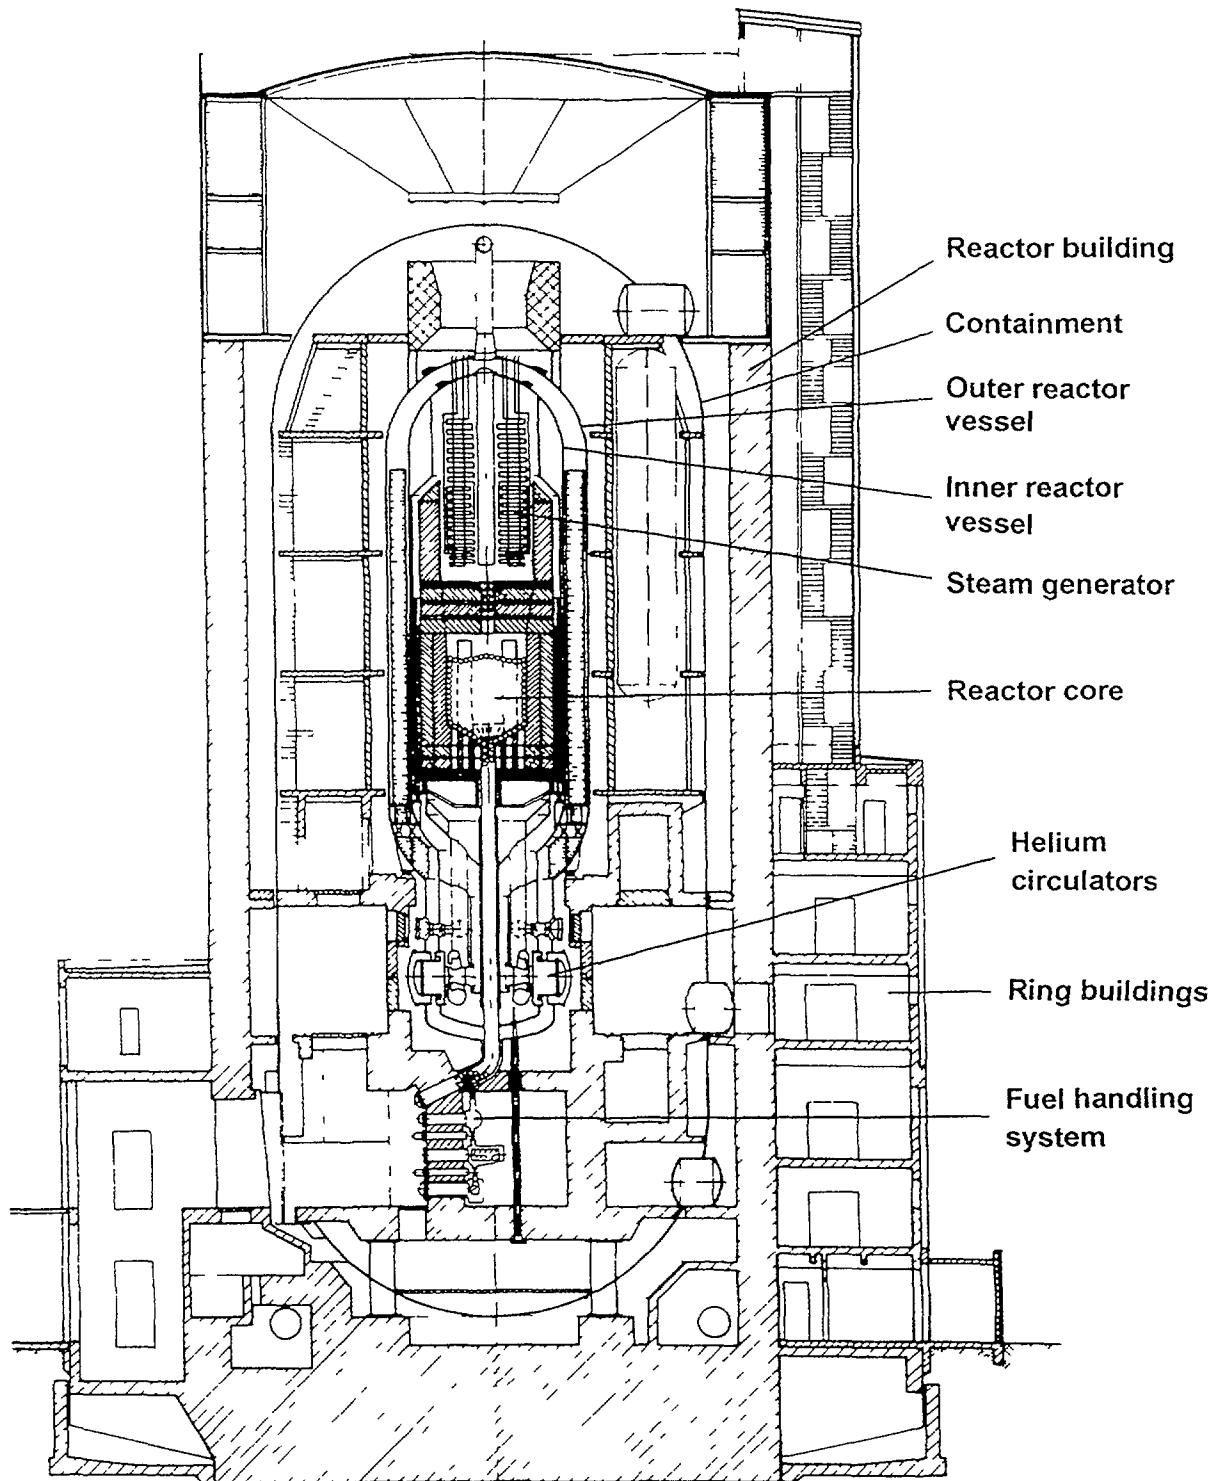 Reactor building
Containment
Outer reactor
vessel
Inner reactor
vessel
Steam generator
Reactor core
Helium
circulators
Ring buildings
Fuel handling
system